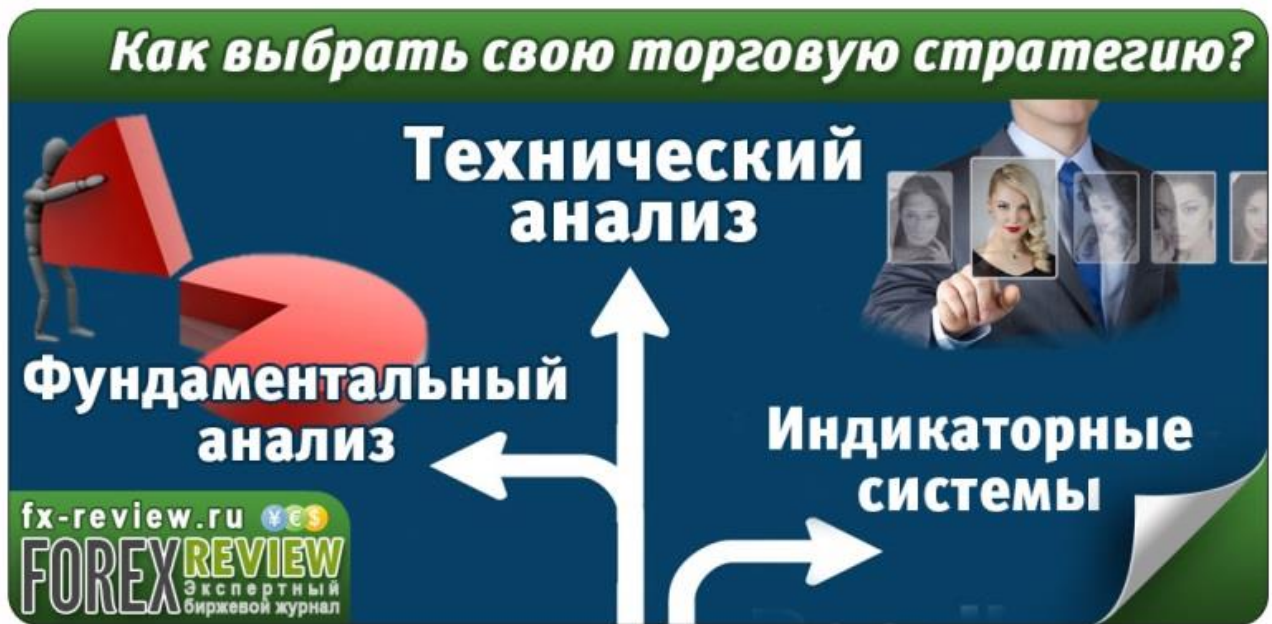 Как выбрать свою торговую стратегию?
Технический
анализ
Фундаментальный
анализ
Индикаторные
системы
fx-review.ru ¥€$
FOREX REVIEW
Экспертный
биржевой журнал